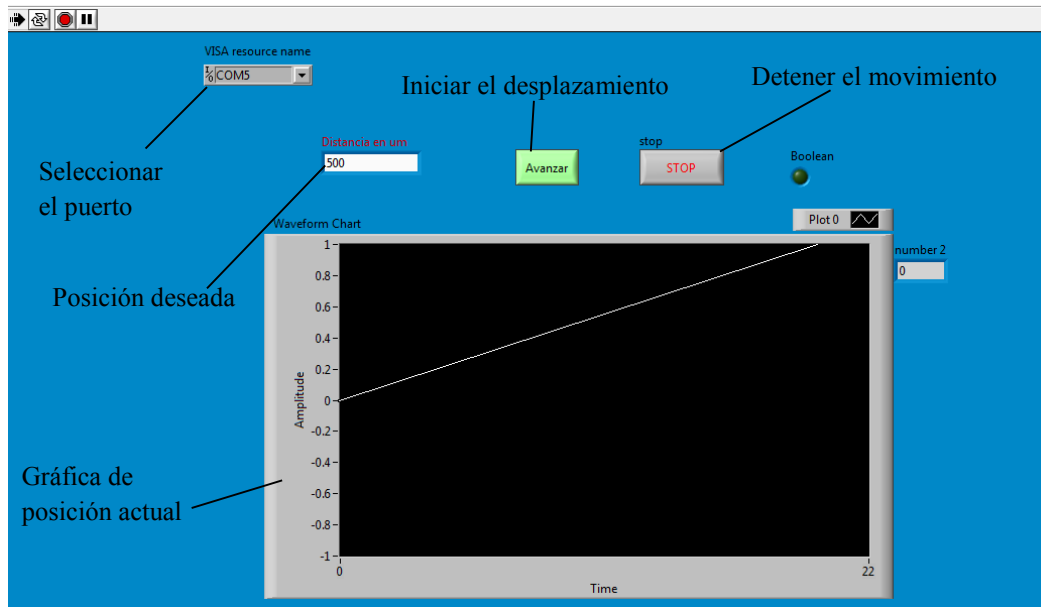 VISA resource name
I/O COM5
Iniciar el desplazamiento
Detener el movimiento
Distancia en um
500
Avanzar
stop
STOP
Boolean
Seleccionar
el puerto
Posición deseada
Waveform Chart
Plot 0
number 2
0
1
0.8
0.6
0.4
0.2
0
-0.2
-0.4
-0.6
-0.8
-1
Amplitude
0
22
Time
Gráfica de
posición actual